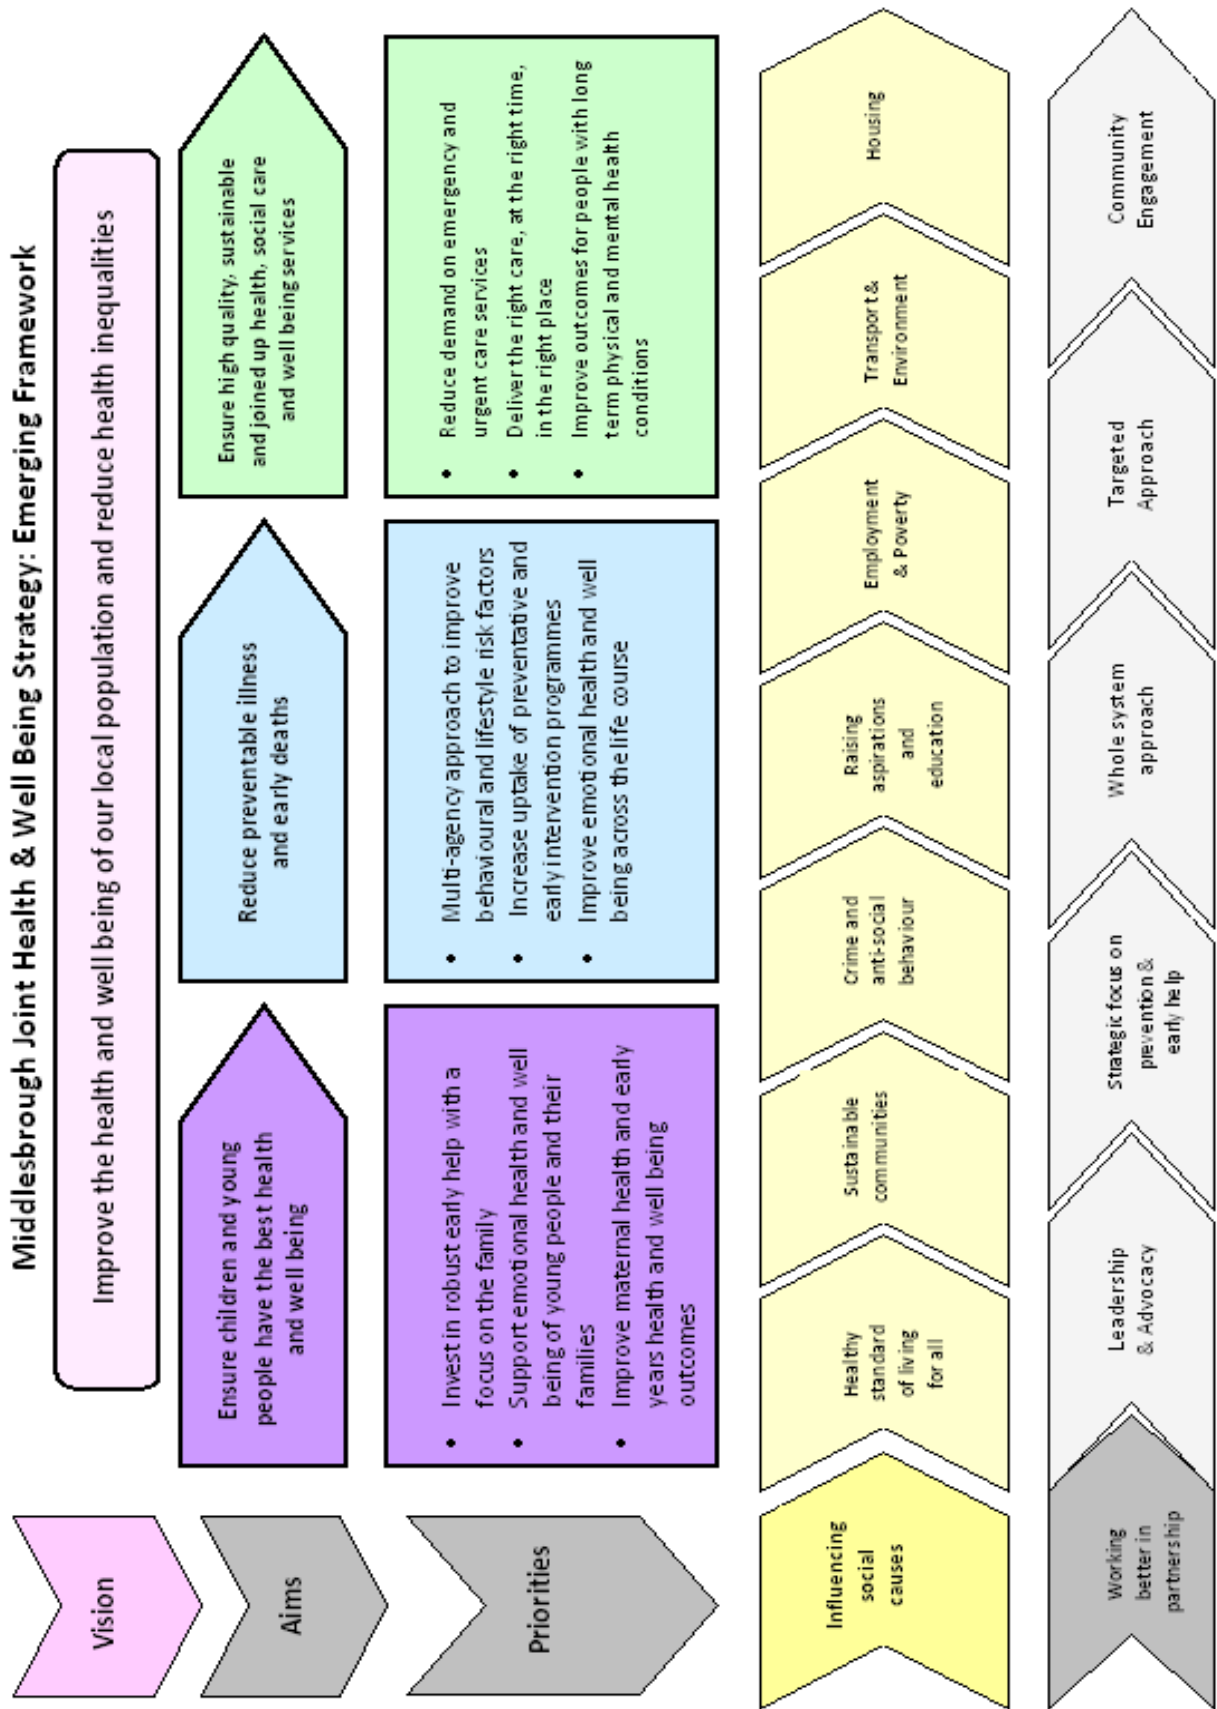 Middlesbrough Joint Health & Well Being Strategy: Emerging Framework
Vision
Improve the health and well being of our local population and reduce health inequalities
Aims
Ensure children and young
people have the best health
and well being
Reduce preventable illness
and early deaths
Ensure high quality, sustainable
and joined up health, social care
and well being services
Priorities
• Invest in robust early help with a
focus on the family
• Support emotional health and well
being of young people and their
families
• Improve maternal health and early
years health and well being
outcomes
• Multi-agency approach to improve
behavioural and lifestyle risk factors
• Increase uptake of preventative and
early intervention programmes
• Improve emotional health and well
being across the life course
• Reduce demand on emergency and
urgent care services
• Deliver the right care, at the right time,
in the right place
• Improve outcomes for people with long
term physical and mental health
conditions
Influencing
social
causes
Healthy
standard
of living
for all
Sustainable
communities
Crime and
anti-social
behaviour
Raising
aspirations
and
education
Employment
& Poverty
Transport &
Environment
Housing
Working
better in
partnership
Leadership
& Advocacy
Strategic focus on
prevention &
early help
Whole system
approach
Targeted
Approach
Community
Engagement